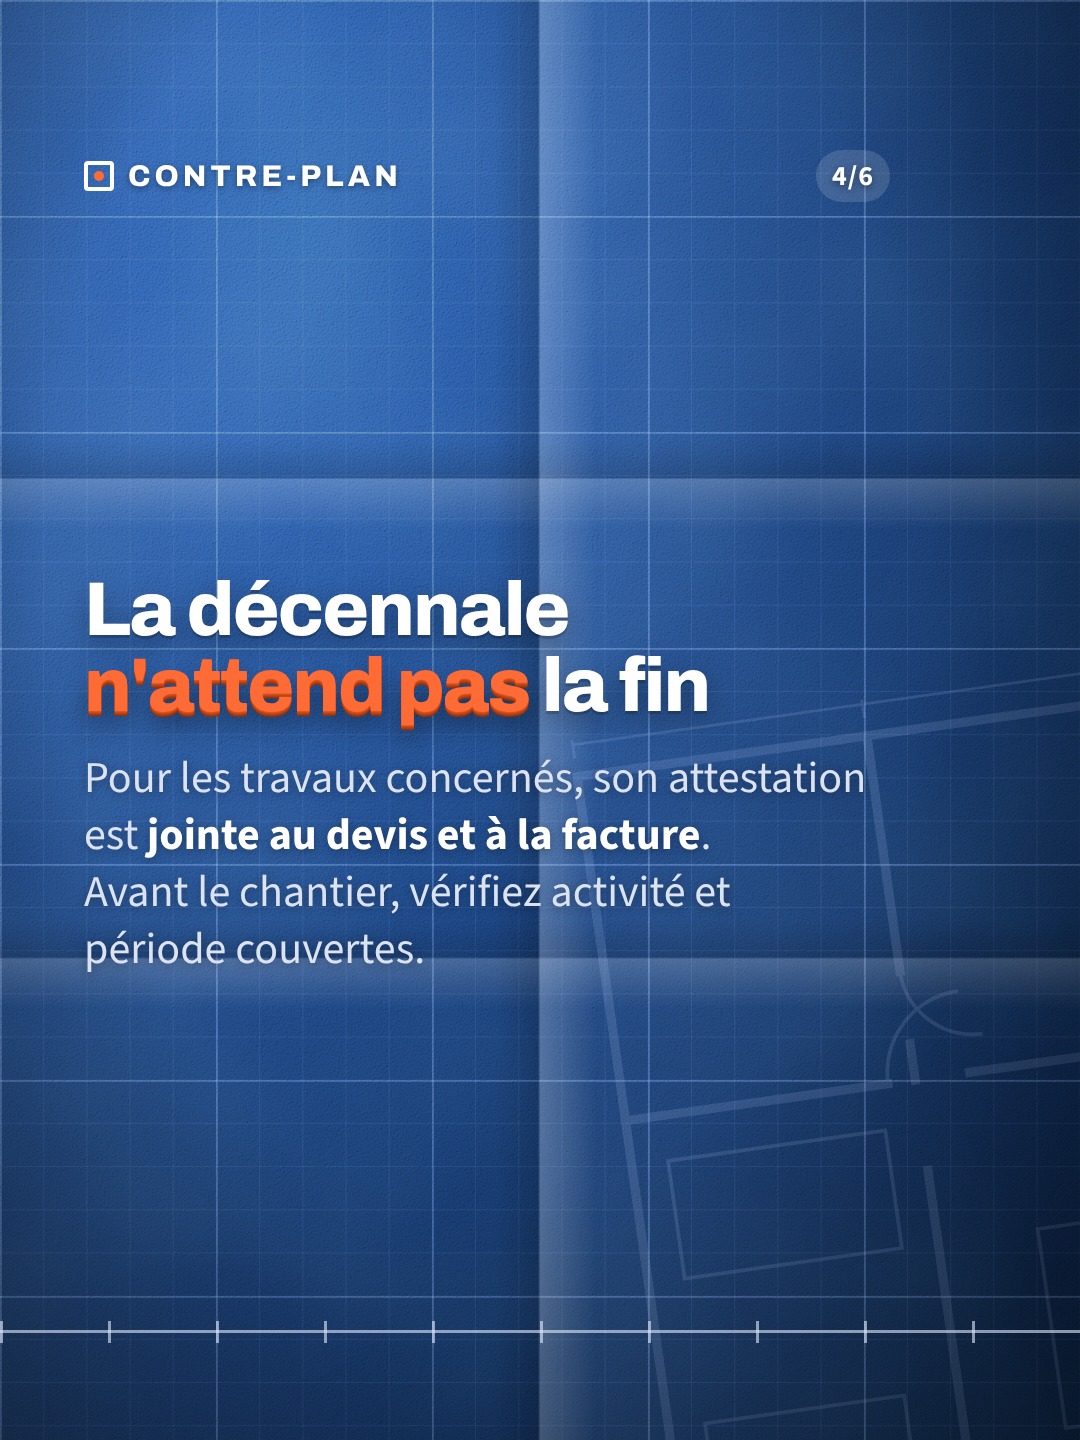 CONTRE-PLAN
4/6
La décennale
n'attend pas la fin
Pour les travaux concernés, son attestation
est jointe au devis et à la facture.
Avant le chantier, vérifiez activité et
période couvertes.